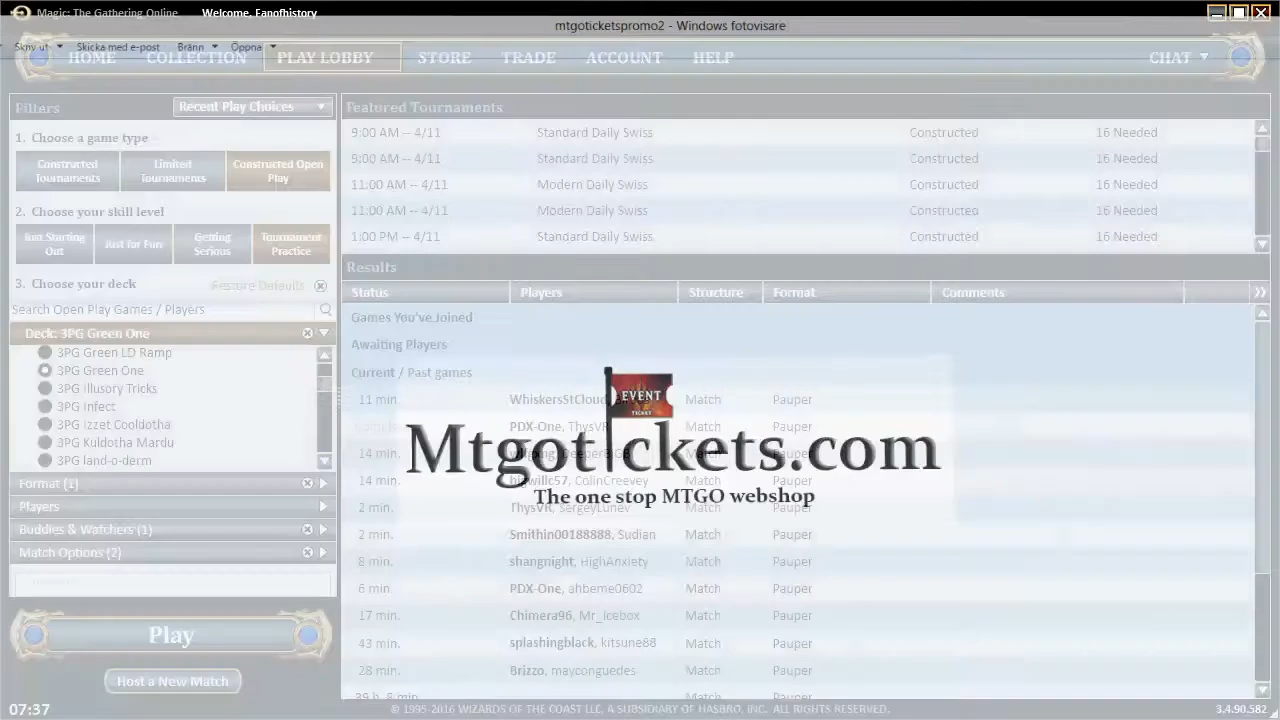 Magic: The Gathering Online Welcome, Fanofhistory
mtgoticketspromo2 - Windows fotovisare
Skriv ut Skicka med e-post Bränn Öppna
HOME COLLECTION PLAY LOBBY STORE TRADE ACCOUNT HELP CHAT
Filters Recent Play Choices
1. Choose a game type
Constructed Tournaments
Limited Tournaments
Constructed Open Play
2. Choose your skill level
Just Starting Out
Just for Fun
Getting Serious
Tournament Practice
3. Choose your deck Restore Defaults
Search Open Play Games / Players
Deck: 3PG Green One
3PG Green LD Ramp
3PG Green One
3PG Illusory Tricks
3PG Infect
3PG Izzet Cooldotha
3PG Kuldotha Mardu
3PG land-o-derm
Format (1)
Players
Buddies & Watchers (1)
Match Options (2)
Play
Host a New Match
07:37
Featured Tournaments
9:00 AM -- 4/11 Standard Daily Swiss Constructed 16 Needed
9:00 AM -- 4/11 Standard Daily Swiss Constructed 16 Needed
11:00 AM -- 4/11 Modern Daily Swiss Constructed 16 Needed
11:00 AM -- 4/11 Modern Daily Swiss Constructed 16 Needed
1:00 PM -- 4/11 Standard Daily Swiss Constructed 16 Needed
Results
Status Players Structure Format Comments
Games You've Joined
Awaiting Players
Current / Past games
11 min. WhiskersStCloud Match Pauper
PDX-One, ThysVR Match Pauper
14 min. Match Pauper
14 min. bigwillc57, ColinCreevey Match Pauper
2 min. ThysVR, SergeyLunev Match Pauper
2 min. Smithin00188888, Sudian Match Pauper
8 min. shangnight, HighAnxiety Match Pauper
6 min. PDX-One, ahbeme0602 Match Pauper
17 min. Chimera96, Mr_Icebox Match Pauper
43 min. splashingblack, kitsune88 Match Pauper
28 min. Brizzo, mayconguedes Match Pauper
39 h, 8 min.
EVENT
TICKET
Mtgotickets.com
The one stop MTGO webshop
© 1995-2016 WIZARDS OF THE COAST LLC, A SUBSIDIARY OF HASBRO, INC. ALL RIGHTS RESERVED.
3.4.90.582